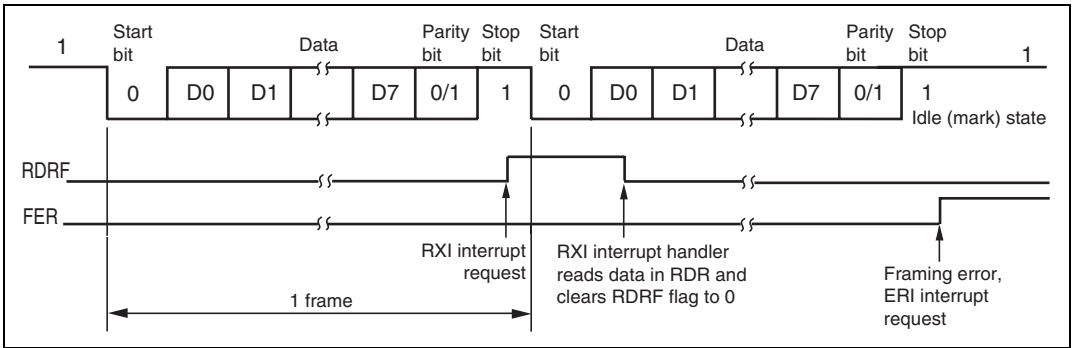 Start bit
Data
Parity bit
Stop bit
Start bit
Data
Parity bit
Stop bit
1
1
0
D0
D1
D7
0/1
1
0
D0
D1
D7
0/1
1
Idle (mark) state
RDRF
FER
RXI interrupt
request
RXI interrupt handler
reads data in RDR and
clears RDRF flag to 0
Framing error,
ERI interrupt
request
1 frame